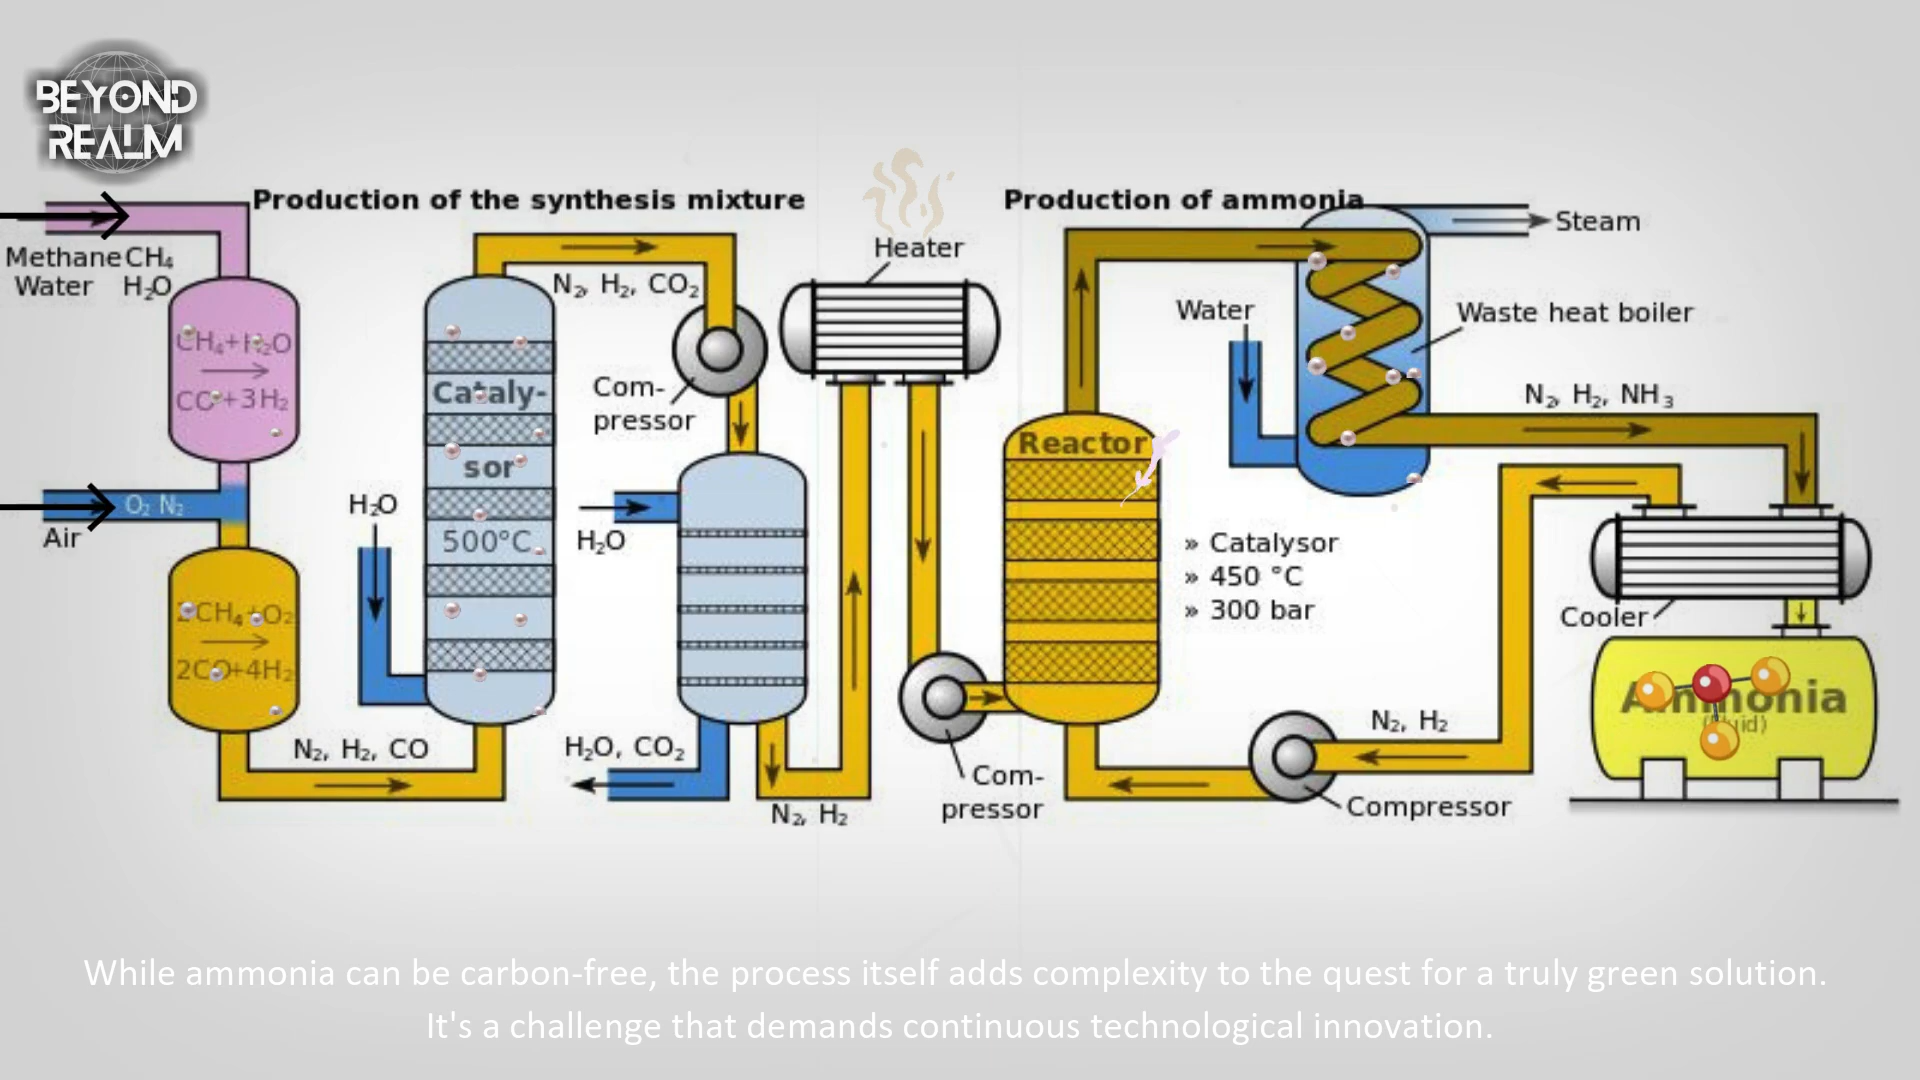 BEYOND
REALM
Production of the synthesis mixture
Production of ammonia
Methane CH₄
Water H₂O
CH₄+H₂O
CO+3H₂
O₂ N₂
Air
2CH₄+O₂
2CO+4H₂
N₂, H₂, CO
H₂O
Cataly-
sor
500°C
N₂, H₂, CO₂
Com-
pressor
H₂O
H₂O, CO₂
N₂, H₂
Heater
Com-
pressor
Reactor
» Catalysor
» 450 °C
» 300 bar
Water
Steam
Waste heat boiler
N₂, H₂, NH₃
Cooler
N₂, H₂
Compressor
Ammonia
(fluid)
While ammonia can be carbon-free, the process itself adds complexity to the quest for a truly green solution.
It's a challenge that demands continuous technological innovation.